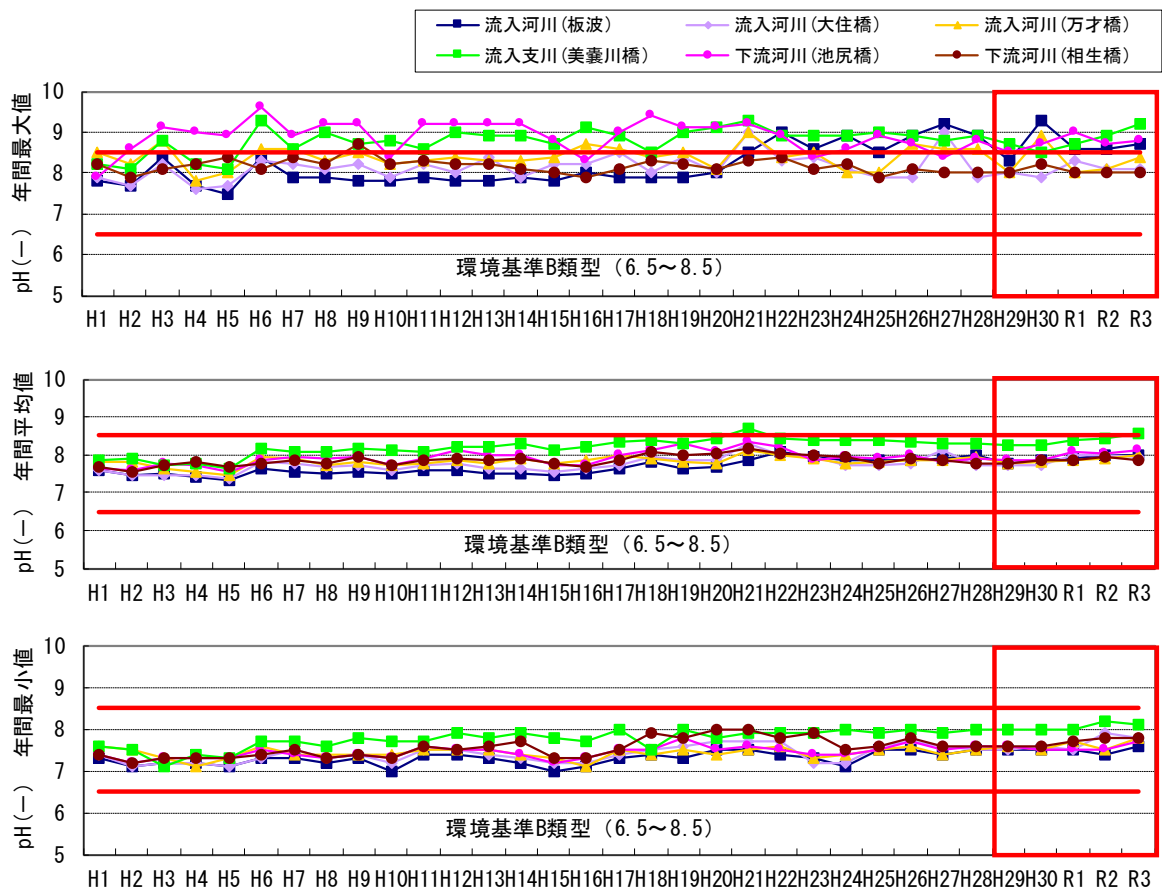 流入河川(板波) 流入河川(大住橋) 流入河川(万才橋)
流入支川(美嚢川橋) 下流河川(池尻橋) 下流河川(相生橋)
pH(―) 年間最大値
10
9
8
7
6
5
環境基準B類型(6.5～8.5)
H1 H2 H3 H4 H5 H6 H7 H8 H9 H10 H11 H12 H13 H14 H15 H16 H17 H18 H19 H20 H21 H22 H23 H24 H25 H26 H27 H28 H29 H30 R1 R2 R3
pH(―) 年間平均値
10
9
8
7
6
5
環境基準B類型(6.5～8.5)
H1 H2 H3 H4 H5 H6 H7 H8 H9 H10 H11 H12 H13 H14 H15 H16 H17 H18 H19 H20 H21 H22 H23 H24 H25 H26 H27 H28 H29 H30 R1 R2 R3
pH(―) 年間最小値
10
9
8
7
6
5
環境基準B類型(6.5～8.5)
H1 H2 H3 H4 H5 H6 H7 H8 H9 H10 H11 H12 H13 H14 H15 H16 H17 H18 H19 H20 H21 H22 H23 H24 H25 H26 H27 H28 H29 H30 R1 R2 R3